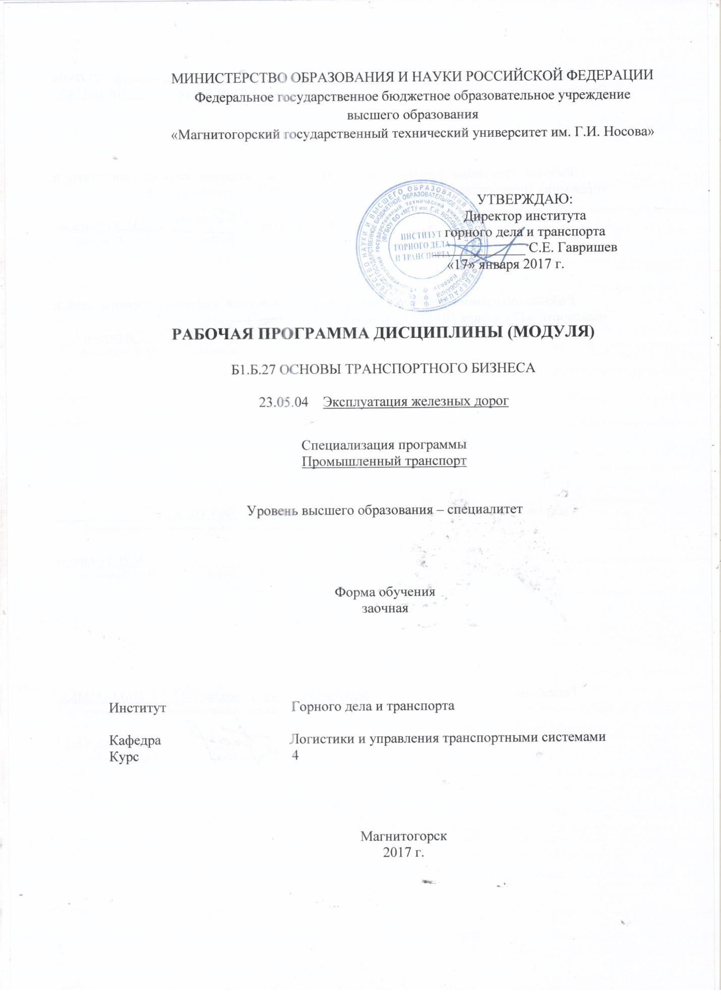 МИНИСТЕРСТВО ОБРАЗОВАНИЯ И НАУКИ РОССИЙСКОЙ ФЕДЕРАЦИИ
Федеральное государственное бюджетное образовательное учреждение
высшего образования
«Магнитогорский государственный технический университет им. Г.И. Носова»
УТВЕРЖДАЮ:
Директор института
горного дела и транспорта
С.Е. Гавришев
«17» января 2017 г.
ИНСТИТУТ
ГОРНОГО ДЕЛА
И ТРАНСПОРТА
РАБОЧАЯ ПРОГРАММА ДИСЦИПЛИНЫ (МОДУЛЯ)
Б1.Б.27 ОСНОВЫ ТРАНСПОРТНОГО БИЗНЕСА
23.05.04 Эксплуатация железных дорог
Специализация программы
Промышленный транспорт
Уровень высшего образования – специалитет
Форма обучения
заочная
Институт Горного дела и транспорта
Кафедра Логистики и управления транспортными системами
Курс 4
Магнитогорск
2017 г.